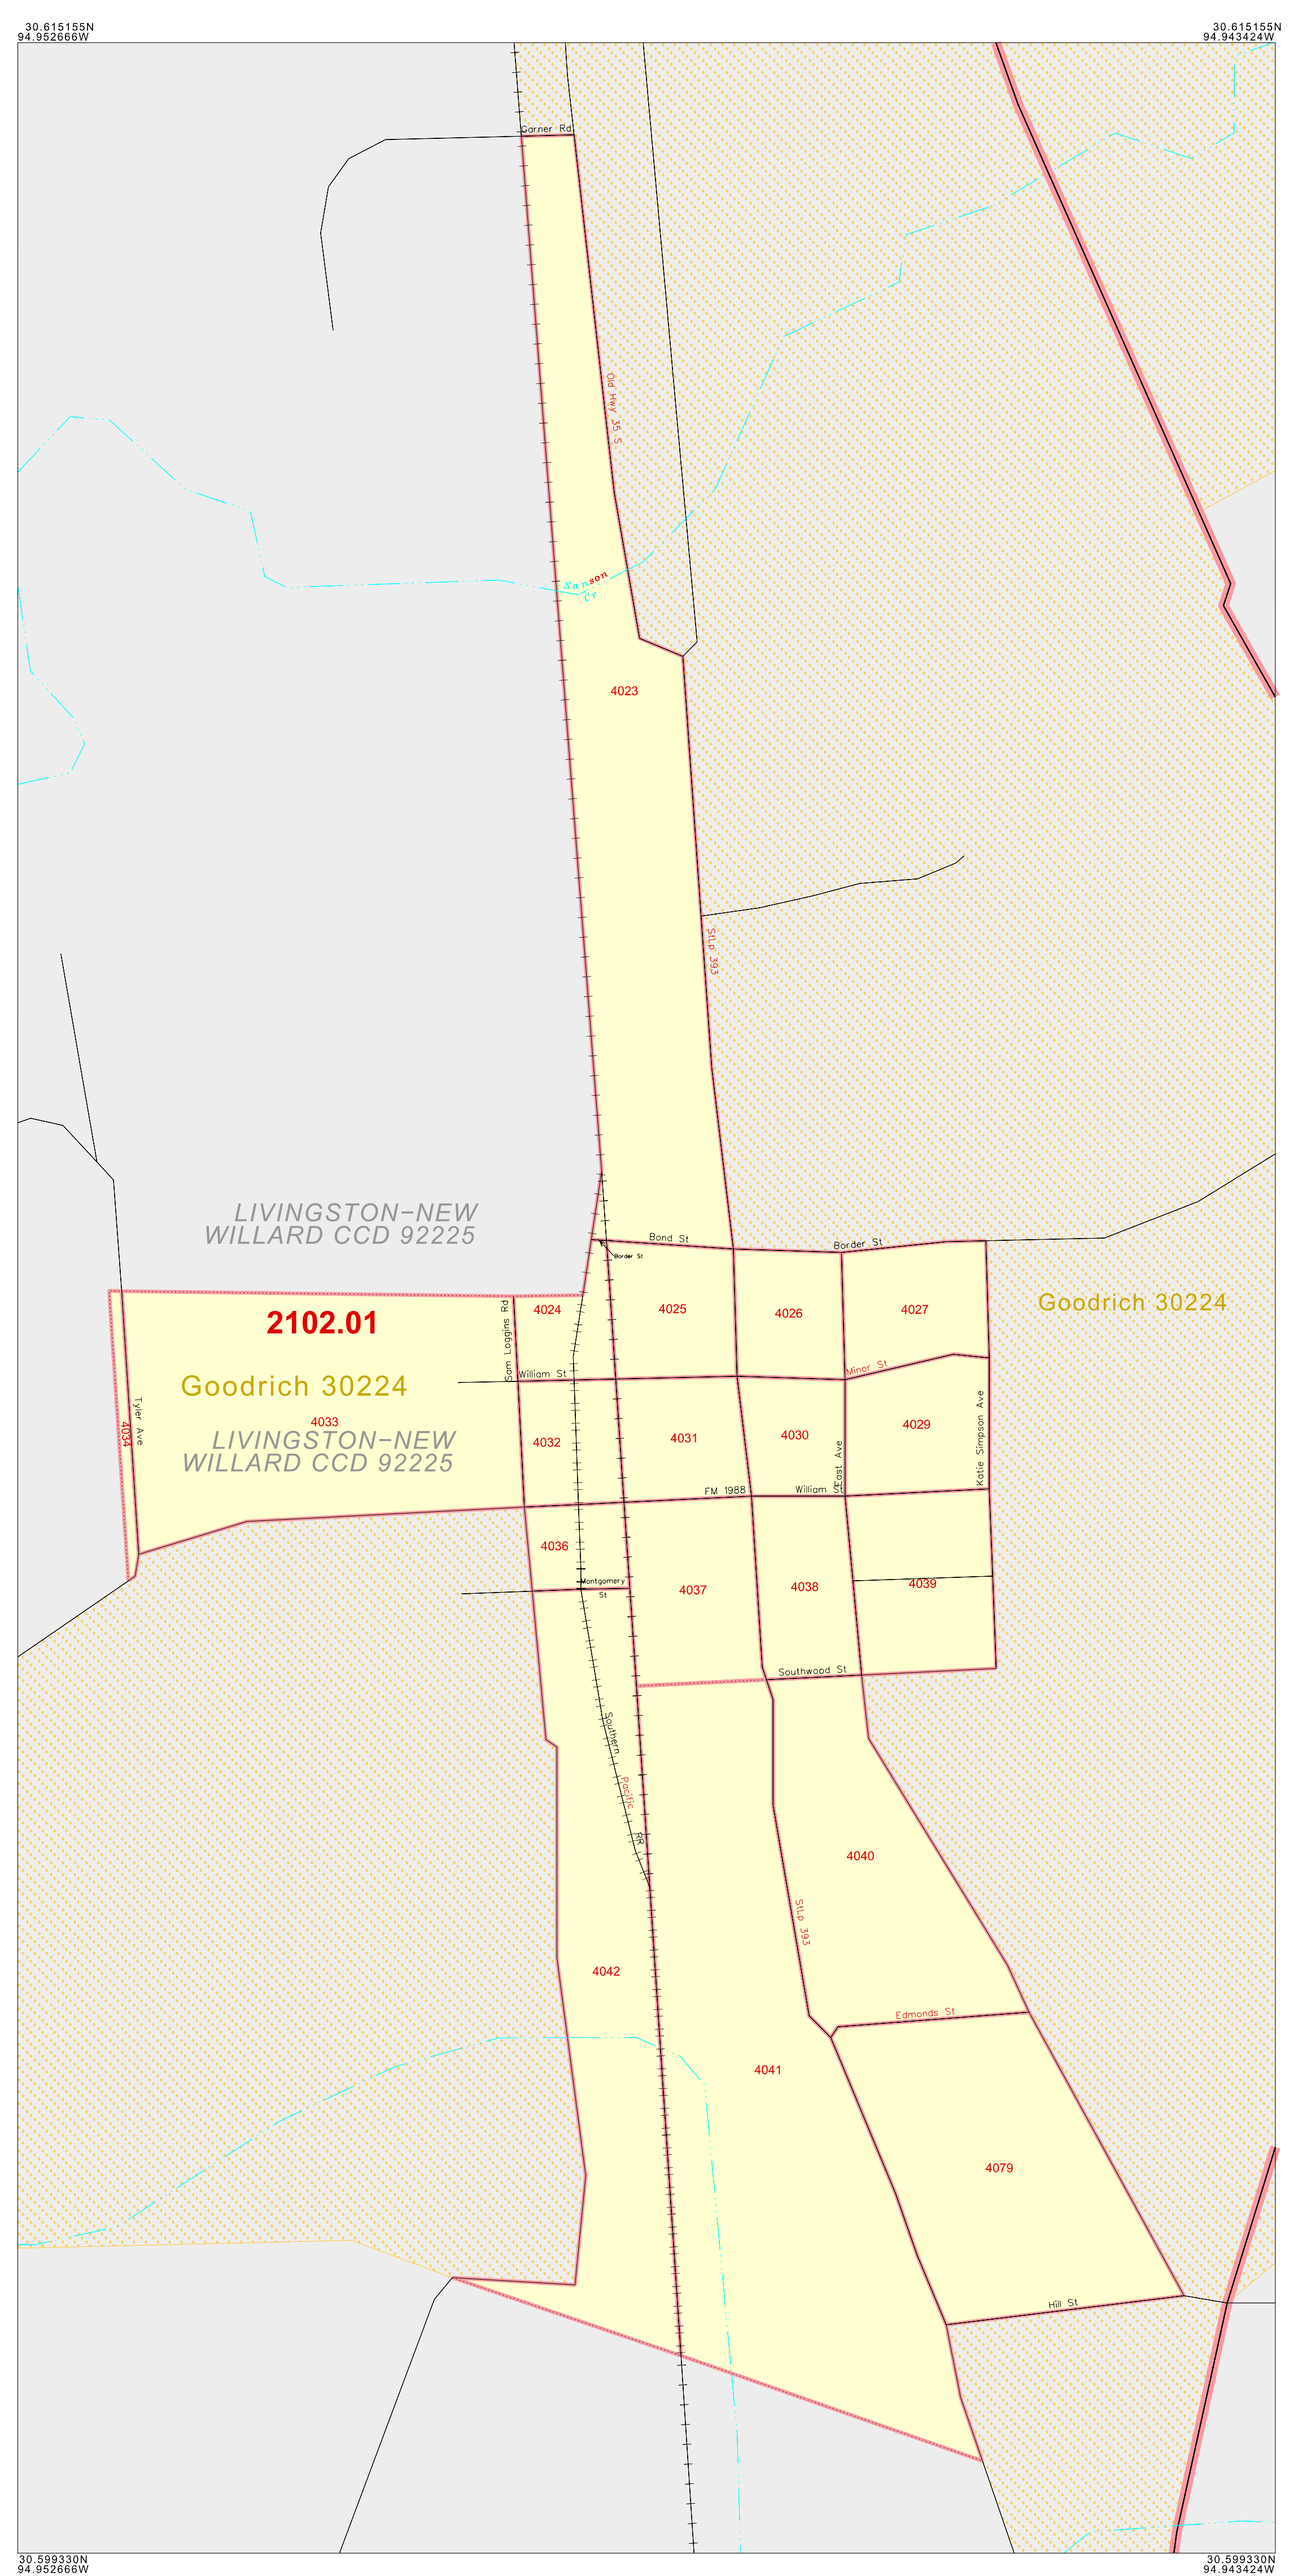 30.615155N
94.952666W
30.615155N
94.943424W
Garner Rd
Old Hwy 35 S
Sanson
Cr
4023
StLp 393
LIVINGSTON-NEW
WILLARD CCD 92225
Bond St
Border St
Border St
Goodrich 30224
2102.01
Sam Loggins Rd
4024
4025
4026
4027
William St
Minor St
Goodrich 30224
Tyler Ave
4034
4033
LIVINGSTON-NEW
WILLARD CCD 92225
4032
4031
4030
East Ave
4029
Katie Simpson Ave
FM 1988
William St
4036
Montgomery
St
4037
4038
4039
Southwood St
Southern
Pacific
RR
4040
StLp 393
4042
Edmonds St
4041
4079
Hill St
30.599330N
94.952666W
30.599330N
94.943424W